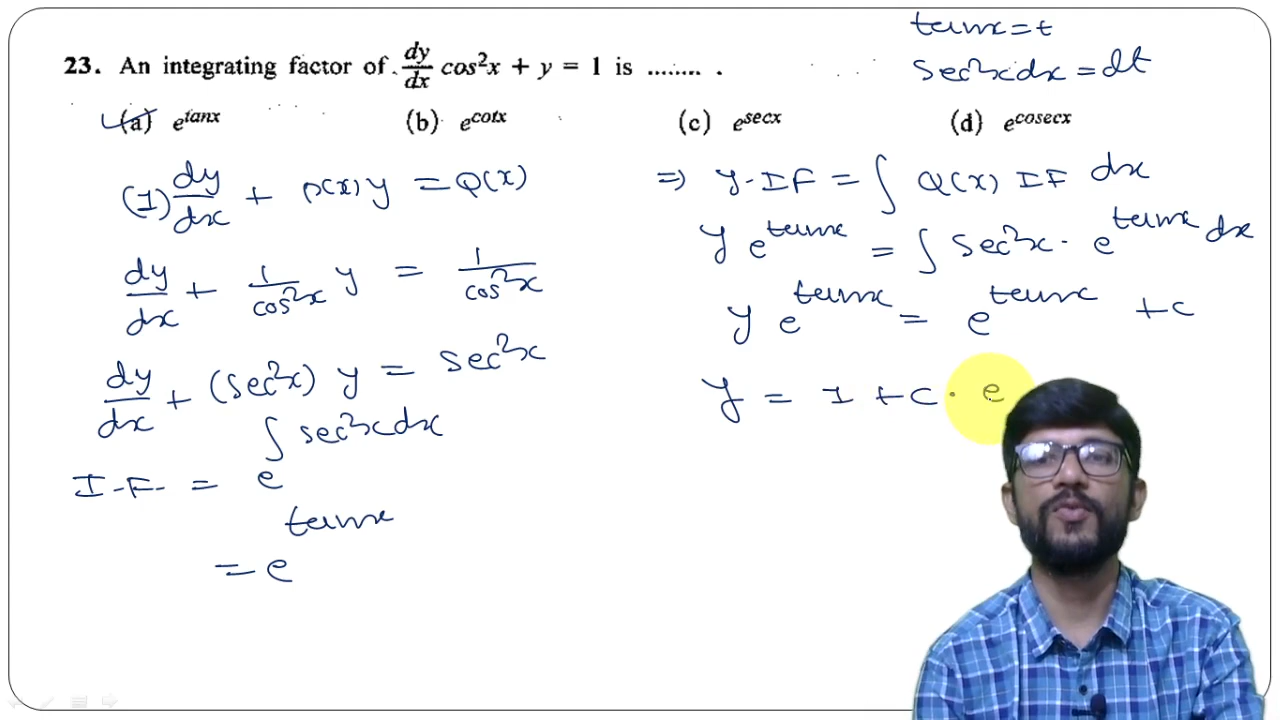 23. An integrating factor of dy/dx cos²x + y = 1 is ........ .
(a) e^tanx (b) e^cotx (c) e^secx (d) e^cosecx
tanx = t
sec²x dx = dt
(1) dy/dx + p(x) y = Q(x)
dy/dx + 1/cos²x y = 1/cos²x
dy/dx + (sec²x) y = sec²x
I.F. = e^∫ sec²x dx
= e^tanx
⇒ y·IF = ∫ Q(x) IF dx
y e^tanx = ∫ sec²x · e^tanx dx
y e^tanx = e^tanx + c
y = 1 + c · e